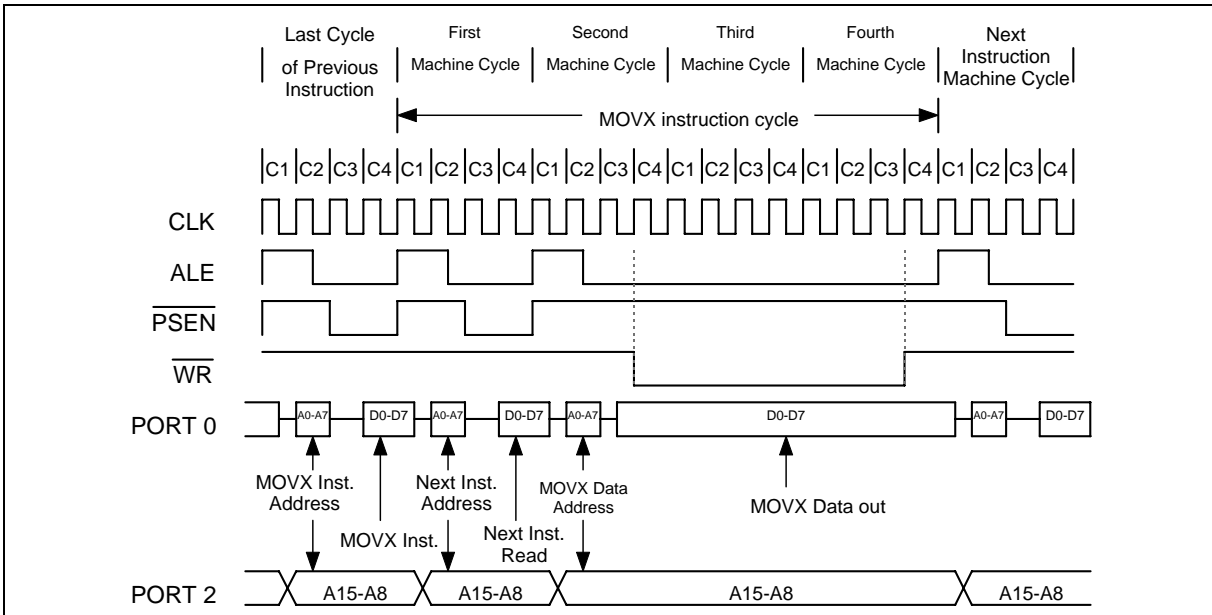 Last Cycle
of Previous
Instruction
First
Machine Cycle
Second
Machine Cycle
Third
Machine Cycle
Fourth
Machine Cycle
Next
Instruction
Machine Cycle
MOVX instruction cycle
C1 C2 C3 C4 C1 C2 C3 C4 C1 C2 C3 C4 C1 C2 C3 C4 C1 C2 C3 C4 C1 C2 C3 C4
CLK
ALE
PSEN
WR
PORT 0
A0-A7 D0-D7 A0-A7 D0-D7 A0-A7 D0-D7 A0-A7 D0-D7
MOVX Inst.
Address
MOVX Inst.
Next Inst.
Address
Next Inst.
Read
MOVX Data
Address
MOVX Data out
PORT 2
A15-A8 A15-A8 A15-A8 A15-A8